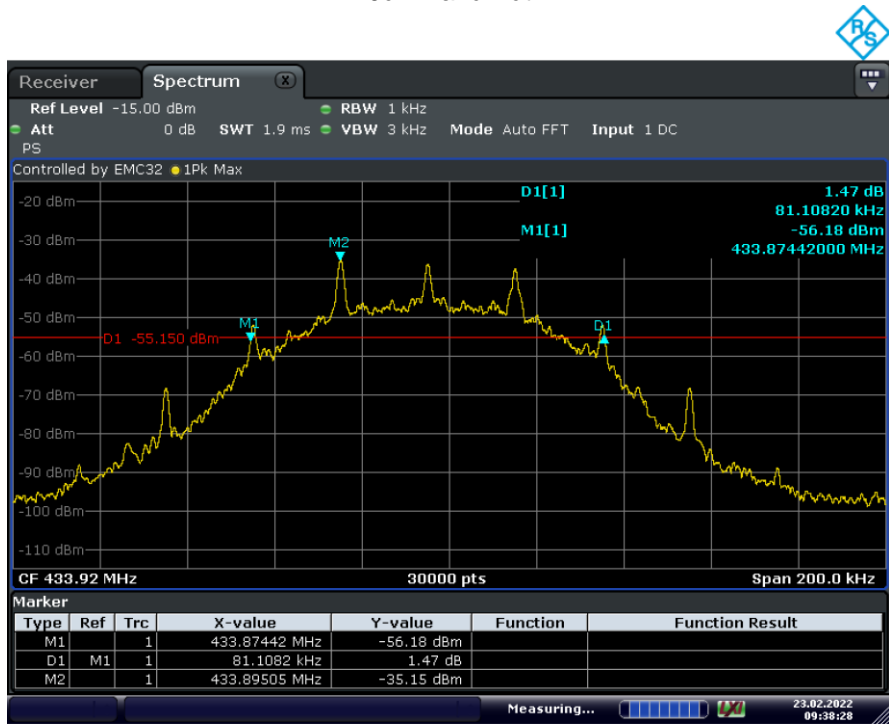 R&S
Receiver Spectrum X
Ref Level -15.00 dBm RBW 1 kHz
Att 0 dB SWT 1.9 ms VBW 3 kHz Mode Auto FFT Input 1 DC
PS
Controlled by EMC32 1Pk Max
D1[1] 1.47 dB
81.10820 kHz
M1[1] -56.18 dBm
433.87442000 MHz
-20 dBm
-30 dBm
M2
-40 dBm
-50 dBm
M1
D1
D1 -55.150 dBm
-60 dBm
-70 dBm
-80 dBm
-90 dBm
-100 dBm
-110 dBm
CF 433.92 MHz 30000 pts Span 200.0 kHz
Marker
Type Ref Trc X-value Y-value Function Function Result
M1 1 433.87442 MHz -56.18 dBm
D1 M1 1 81.1082 kHz 1.47 dB
M2 1 433.89505 MHz -35.15 dBm
Measuring... 23.02.2022
09:38:28